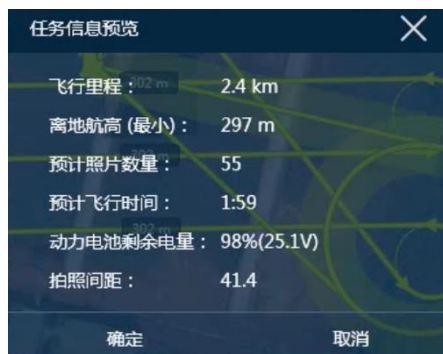 任务信息预览
飞行里程： 2.4 km
302 m
离地航高 (最小)： 297 m
预计照片数量： 55
预计飞行时间： 1:59
302 m
动力电池剩余电量： 98%(25.1V)
拍照间距： 41.4
确定 取消